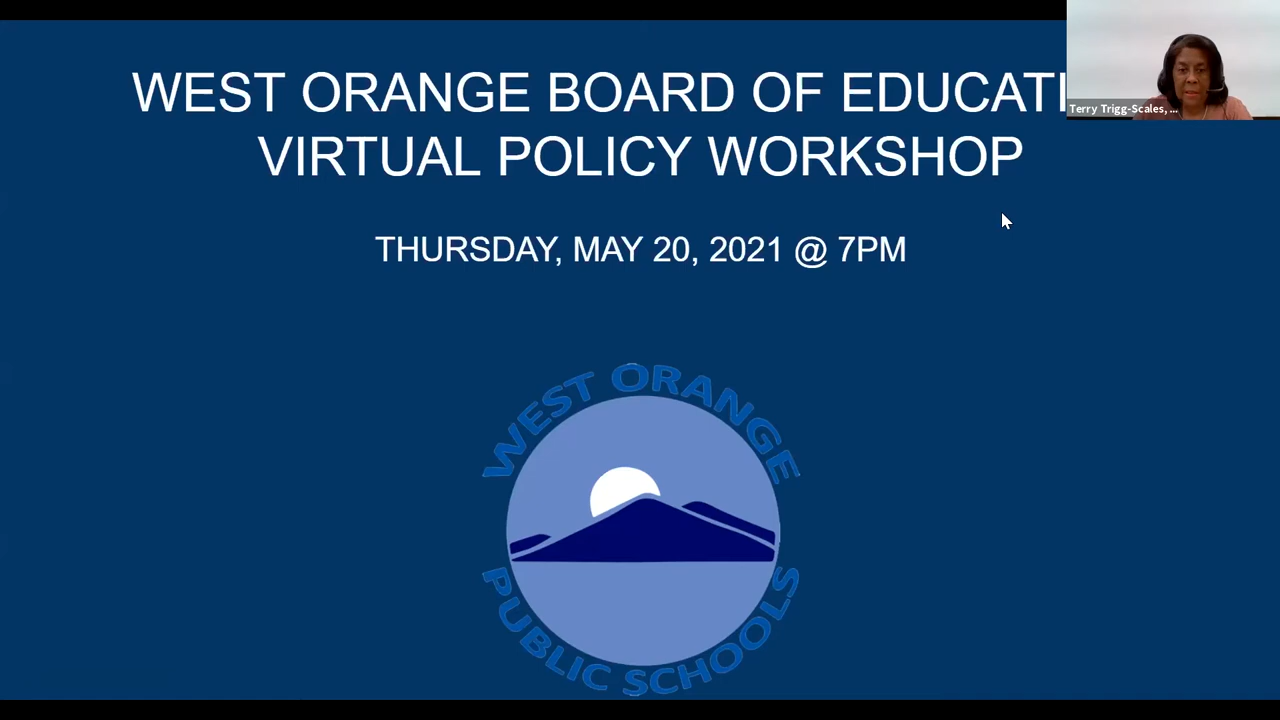 WEST ORANGE BOARD OF EDUCATI
VIRTUAL POLICY WORKSHOP
Terry Trigg-Scales, ...
THURSDAY, MAY 20, 2021 @ 7PM
WEST ORANGE
PUBLIC SCHOOLS